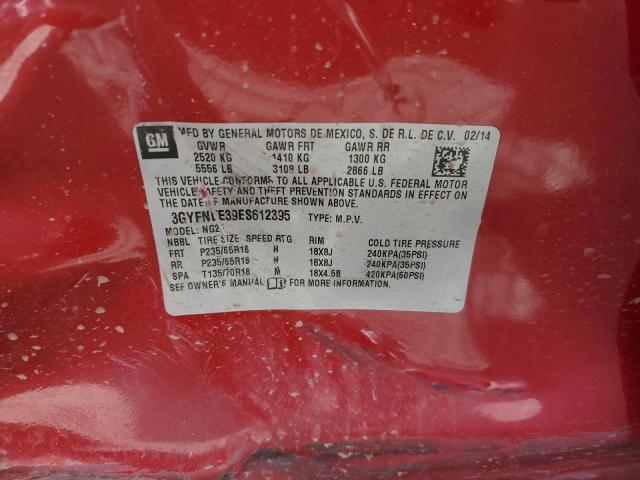 GM
MFD BY GENERAL MOTORS DE MEXICO, S. DE R.L. DE C.V. 02/14
GVWR GAWR FRT GAWR RR
2520 KG 1410 KG 1300 KG
5556 LB 3108 LB 2866 LB
THIS VEHICLE CONFORMS TO ALL APPLICABLE U.S. FEDERAL MOTOR
VEHICLE SAFETY AND THEFT PREVENTION STANDARDS IN EFFECT ON
THE DATE OF MANUFACTURE SHOWN ABOVE.
TYPE: M.P.V.
MODEL: NG2
NBBL TIRE SIZE SPEED RTG RIM COLD TIRE PRESSURE
FRT P235/65R18 H 18X8J 240KPA(35PSI)
RR P235/65R18 H 18X8J 240KPA(35PSI)
SPA T135/70R18 M 18X4.5B 420KPA(60PSI)
SEE OWNER'S MANUAL FOR MORE INFORMATION.